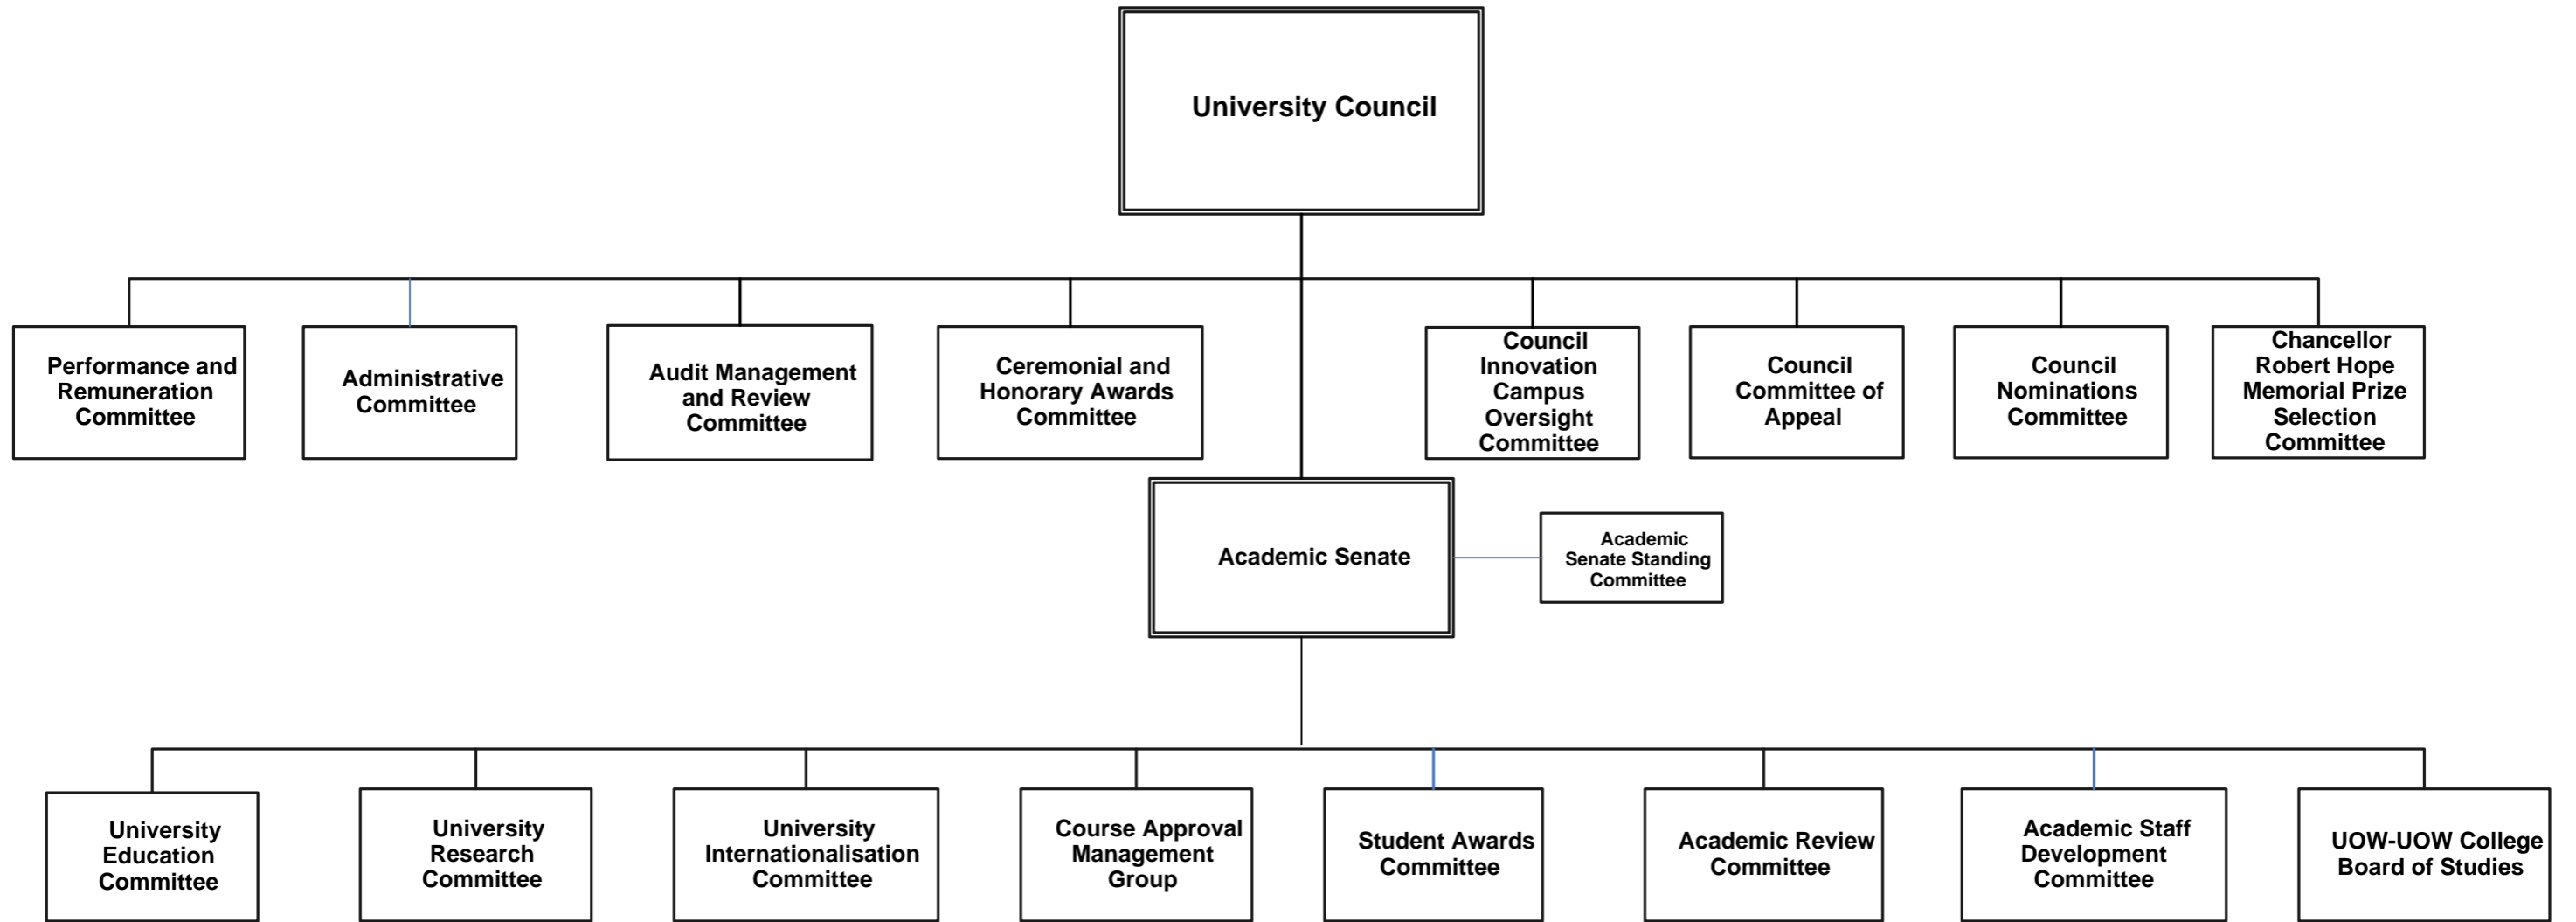 University Council
Performance and
Remuneration
Committee
Administrative
Committee
Audit Management
and Review
Committee
Ceremonial and
Honorary Awards
Committee
Council
Innovation
Campus
Oversight
Committee
Council
Committee of
Appeal
Council
Nominations
Committee
Chancellor
Robert Hope
Memorial Prize
Selection
Committee
Academic Senate
Academic
Senate Standing
Committee
University
Education
Committee
University
Research
Committee
University
Internationalisation
Committee
Course Approval
Management
Group
Student Awards
Committee
Academic Review
Committee
Academic Staff
Development
Committee
UOW-UOW College
Board of Studies